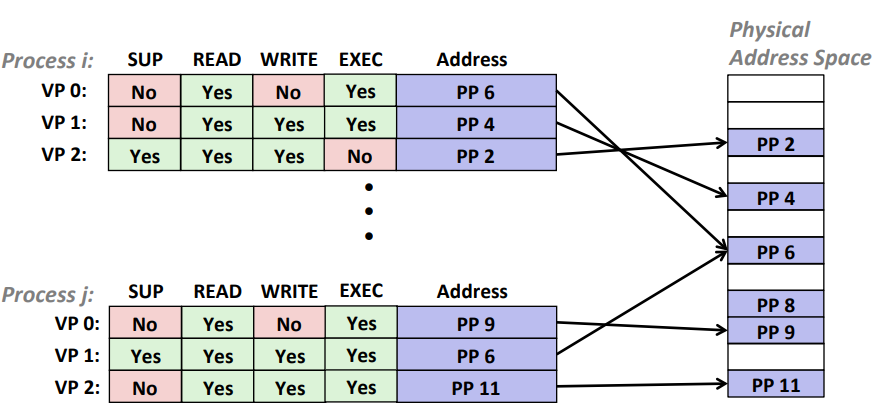 Physical
Address Space
Process i: SUP READ WRITE EXEC Address
VP 0: No Yes No Yes PP 6
VP 1: No Yes Yes Yes PP 4
VP 2: Yes Yes Yes No PP 2
PP 2
PP 4
PP 6
PP 8
PP 9
PP 11
Process j: SUP READ WRITE EXEC Address
VP 0: No Yes No Yes PP 9
VP 1: Yes Yes Yes Yes PP 6
VP 2: No Yes Yes Yes PP 11